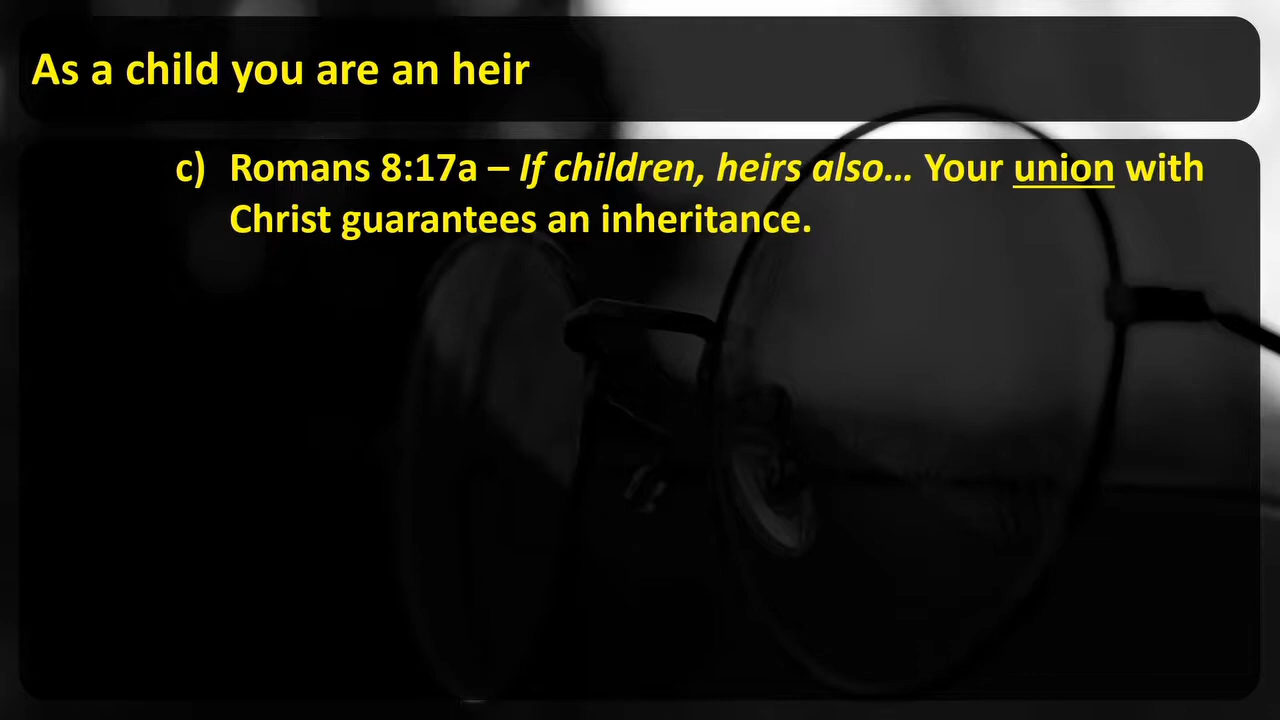 As a child you are an heir
c) Romans 8:17a – If children, heirs also… Your union with
Christ guarantees an inheritance.